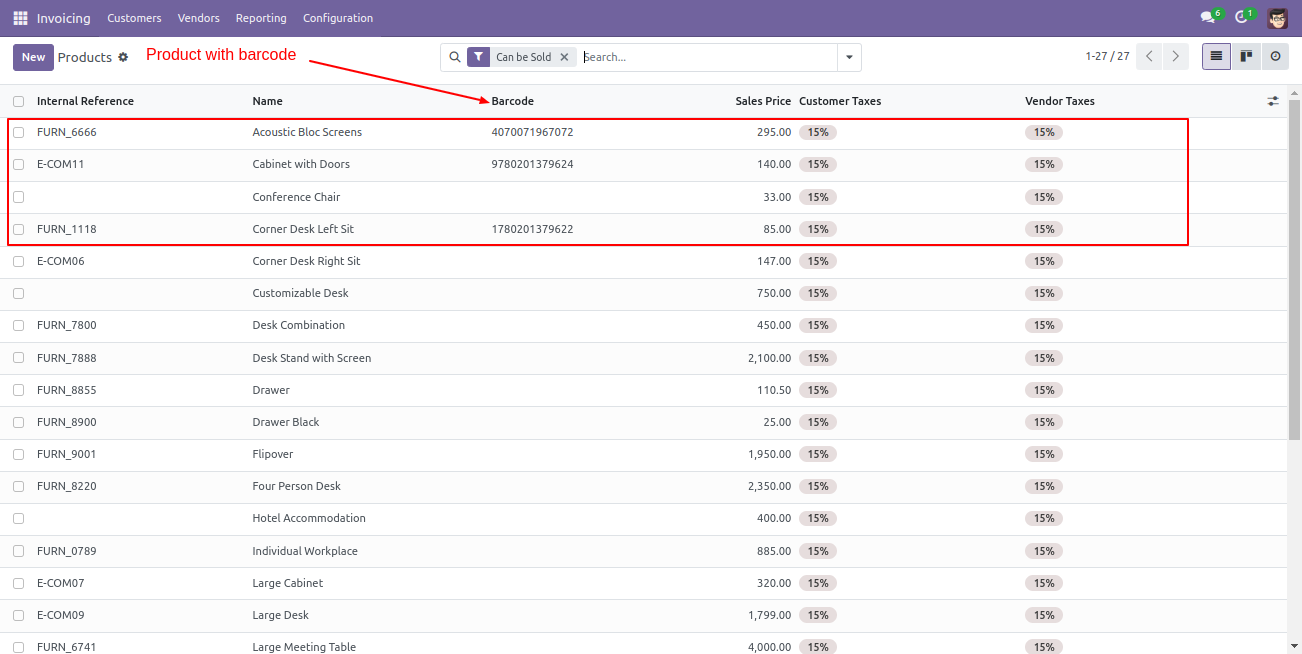 Invoicing Customers Vendors Reporting Configuration 6 1
New Products Product with barcode Can be Sold Search... 1-27 / 27
Internal Reference Name Barcode Sales Price Customer Taxes Vendor Taxes
FURN_6666 Acoustic Bloc Screens 4070071967072 295.00 15% 15%
E-COM11 Cabinet with Doors 9780201379624 140.00 15% 15%
Conference Chair 33.00 15% 15%
FURN_1118 Corner Desk Left Sit 1780201379622 85.00 15% 15%
E-COM06 Corner Desk Right Sit 147.00 15% 15%
Customizable Desk 750.00 15% 15%
FURN_7800 Desk Combination 450.00 15% 15%
FURN_7888 Desk Stand with Screen 2,100.00 15% 15%
FURN_8855 Drawer 110.50 15% 15%
FURN_8900 Drawer Black 25.00 15% 15%
FURN_9001 Flipover 1,950.00 15% 15%
FURN_8220 Four Person Desk 2,350.00 15% 15%
Hotel Accommodation 400.00 15% 15%
FURN_0789 Individual Workplace 885.00 15% 15%
E-COM07 Large Cabinet 320.00 15% 15%
E-COM09 Large Desk 1,799.00 15% 15%
FURN_6741 Large Meeting Table 4,000.00 15% 15%